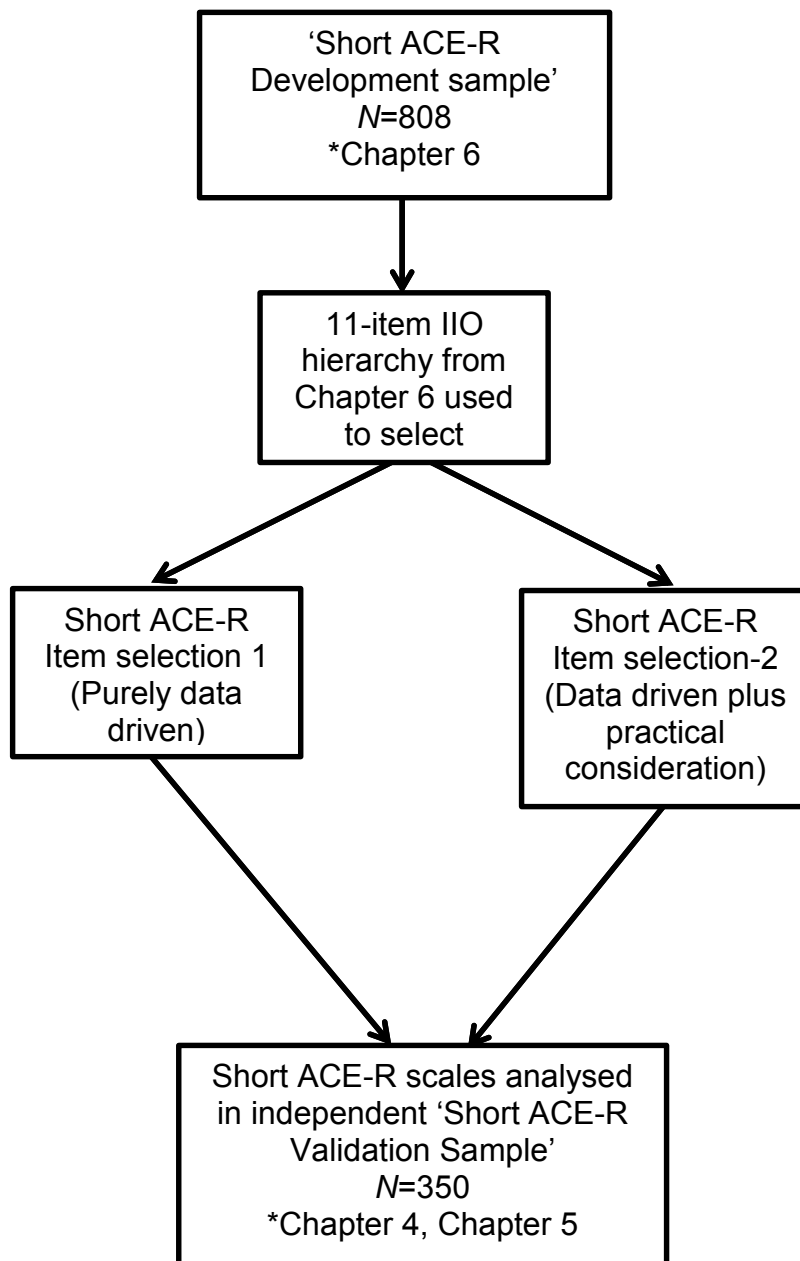 ‘Short ACE-R
Development sample’
N=808
*Chapter 6
11-item IIO
hierarchy from
Chapter 6 used
to select
Short ACE-R
Item selection 1
(Purely data
driven)
Short ACE-R
Item selection-2
(Data driven plus
practical
consideration)
Short ACE-R scales analysed
in independent ‘Short ACE-R
Validation Sample’
N=350
*Chapter 4, Chapter 5